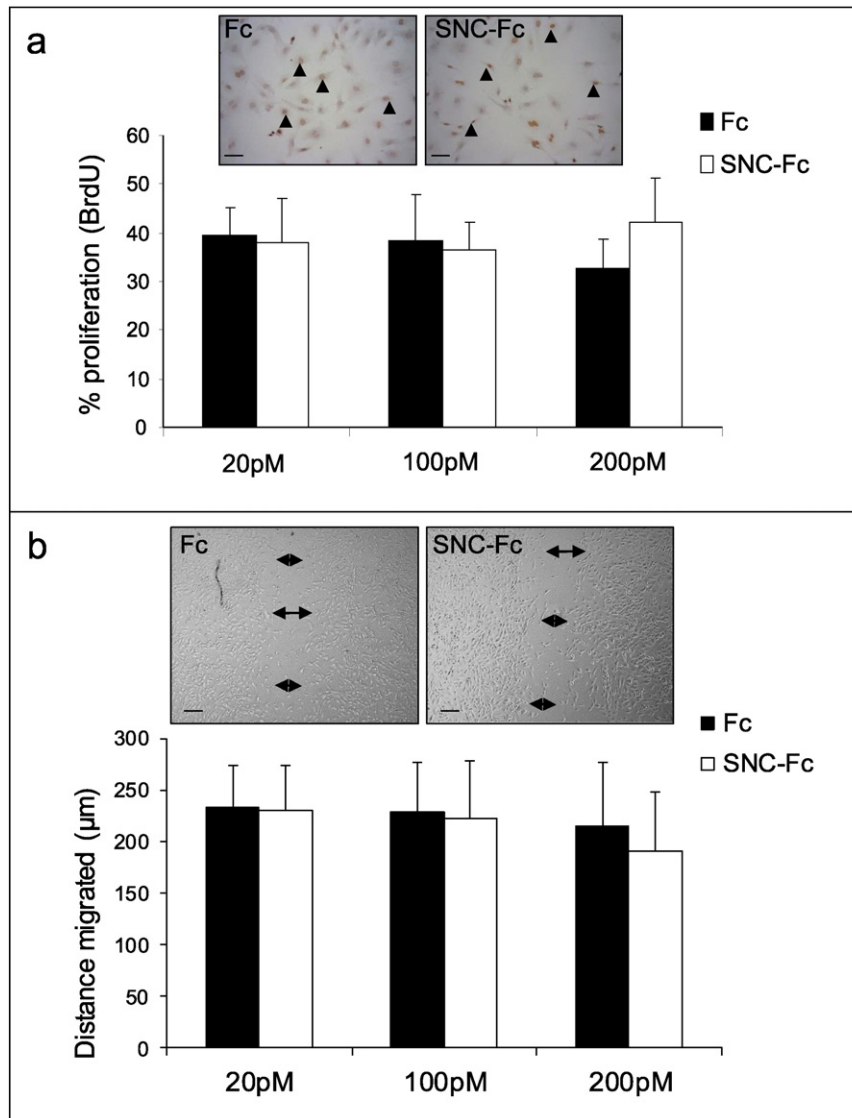 a
Fc
SNC-Fc
Fc
SNC-Fc
% proliferation (BrdU)
60
50
40
30
20
10
0
20pM
100pM
200pM
b
Fc
SNC-Fc
Fc
SNC-Fc
Distance migrated (µm)
300
250
200
150
100
50
0
20pM
100pM
200pM